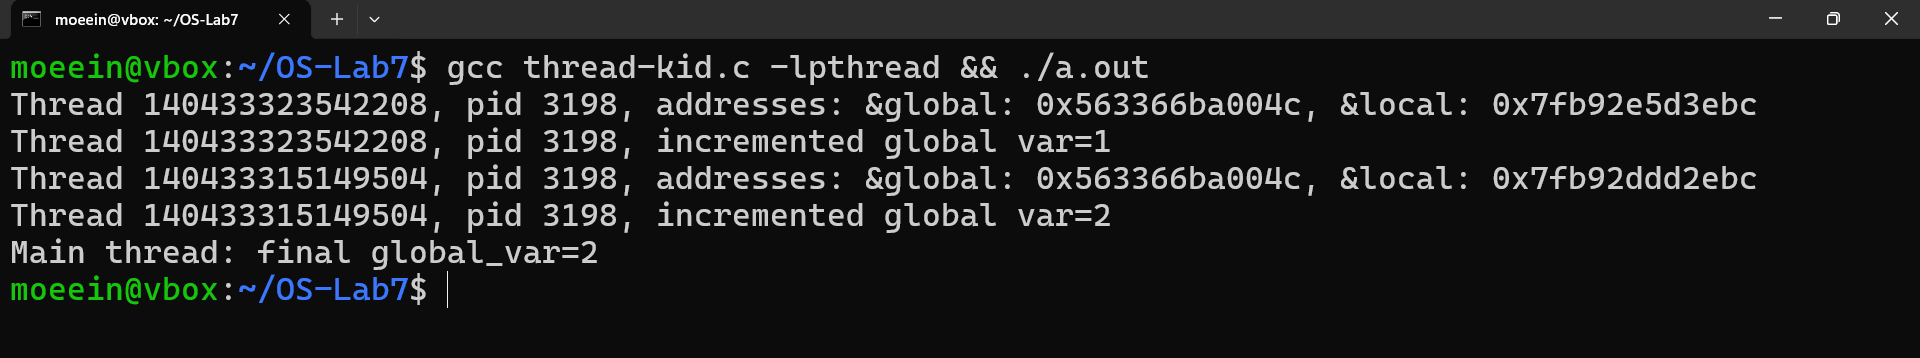 moeein@vbox: ~/OS-Lab7
moeein@vbox:~/OS-Lab7$ gcc thread-kid.c -lpthread && ./a.out
Thread 140433323542208, pid 3198, addresses: &global: 0x563366ba004c, &local: 0x7fb92e5d3ebc
Thread 140433323542208, pid 3198, incremented global var=1
Thread 140433315149504, pid 3198, addresses: &global: 0x563366ba004c, &local: 0x7fb92ddd2ebc
Thread 140433315149504, pid 3198, incremented global var=2
Main thread: final global_var=2
moeein@vbox:~/OS-Lab7$